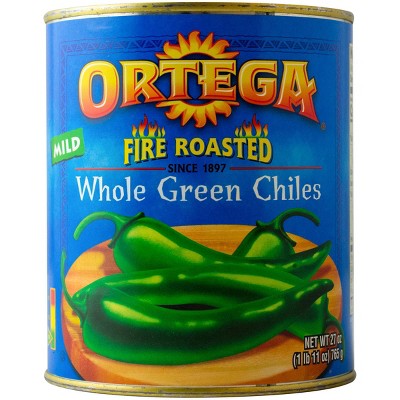 ORTEGA
®
MILD
FIRE ROASTED
SINCE 1897
Whole Green Chiles
NET WT 27 oz
(1 lb 11 oz) 765 g